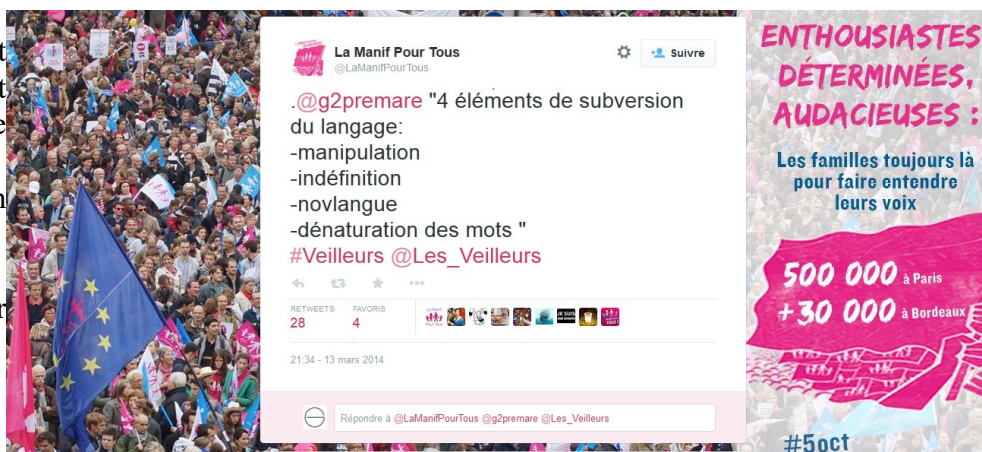 La Manif Pour Tous
@LaManifPourTous
Suivre
.@g2premare "4 éléments de subversion
du langage:
-manipulation
-indéfinition
-novlangue
-dénaturation des mots "
#Veilleurs @Les_Veilleurs
RETWEETS FAVORIS
28 4
21:34 - 13 mars 2014
Répondre à @LaManifPourTous @g2premare @Les_Veilleurs
ENTHOUSIASTES
DÉTERMINÉES,
AUDACIEUSES :
Les familles toujours là
pour faire entendre
leurs voix
500 000 à Paris
+30 000 à Bordeaux
#5oct